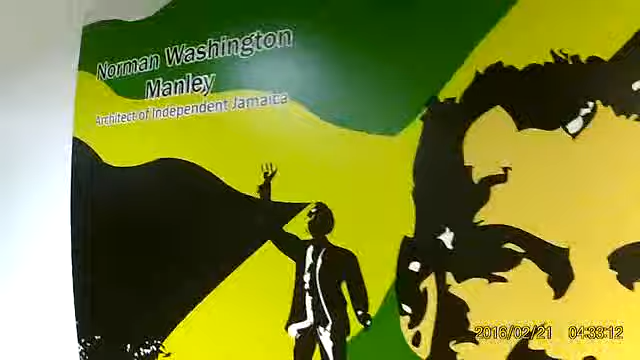 Norman Washington
Manley
Architect of Independent Jamaica
2016/02/21 04:33:12